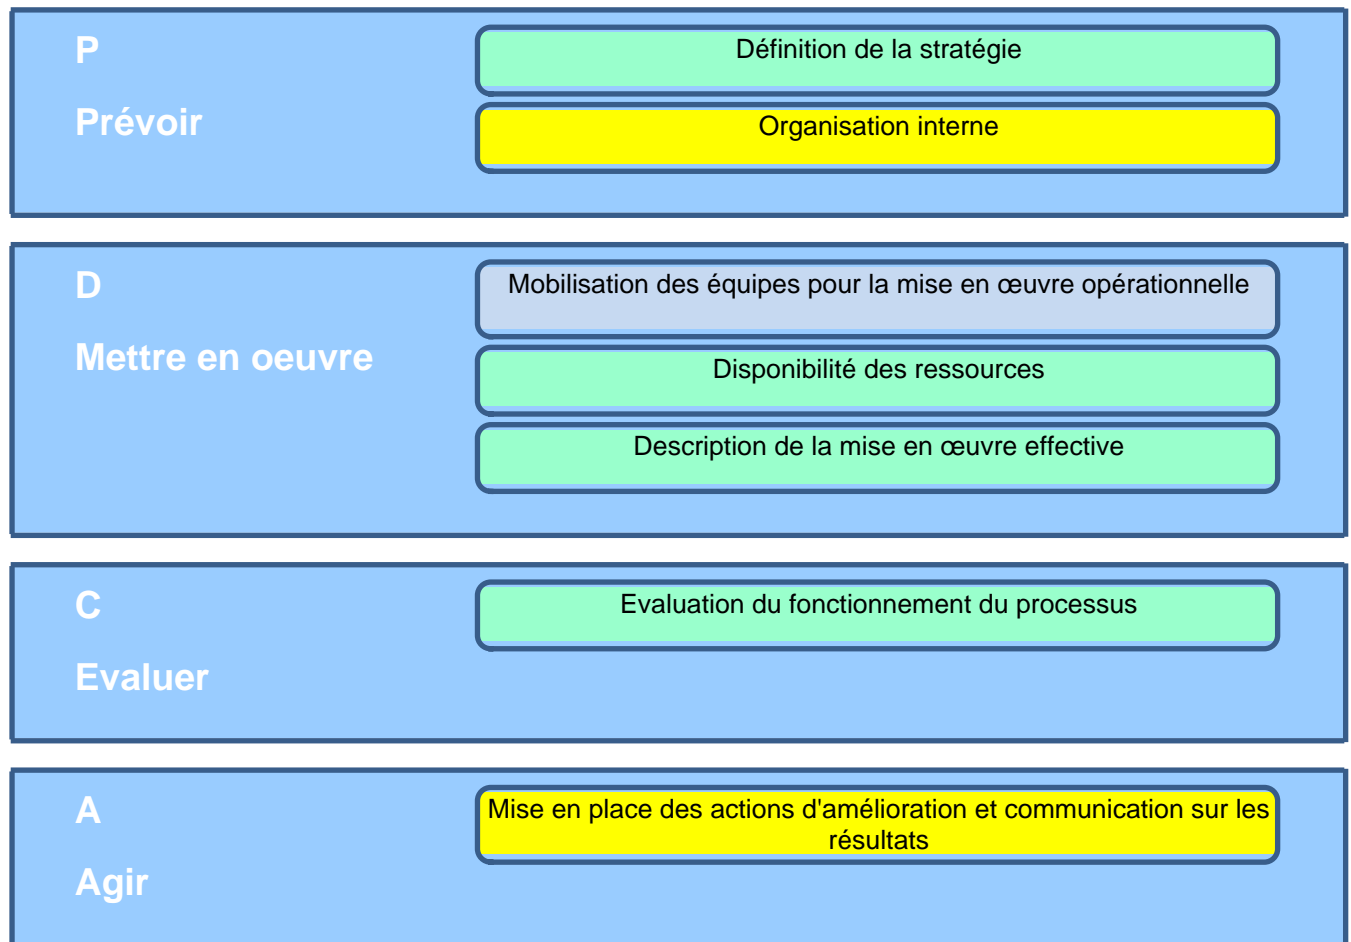 P
Définition de la stratégie
Prévoir
Organisation interne
D
Mobilisation des équipes pour la mise en œuvre opérationnelle
Mettre en oeuvre
Disponibilité des ressources
Description de la mise en œuvre effective
C
Evaluation du fonctionnement du processus
Evaluer
A
Mise en place des actions d'amélioration et communication sur les
résultats
Agir